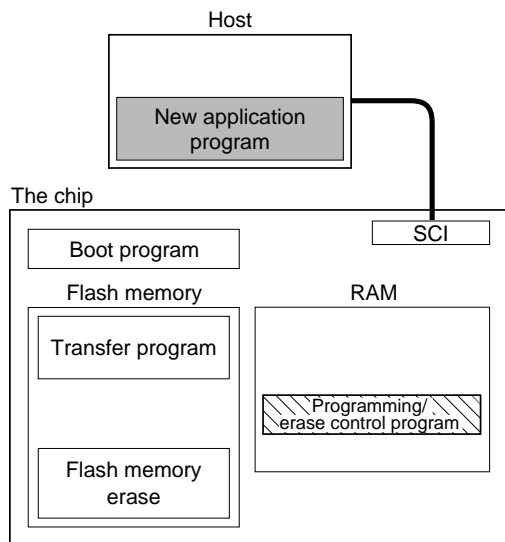 Host
New application
program
The chip
SCI
Boot program
Flash memory
RAM
Transfer program
Programming/
erase control program
Flash memory
erase